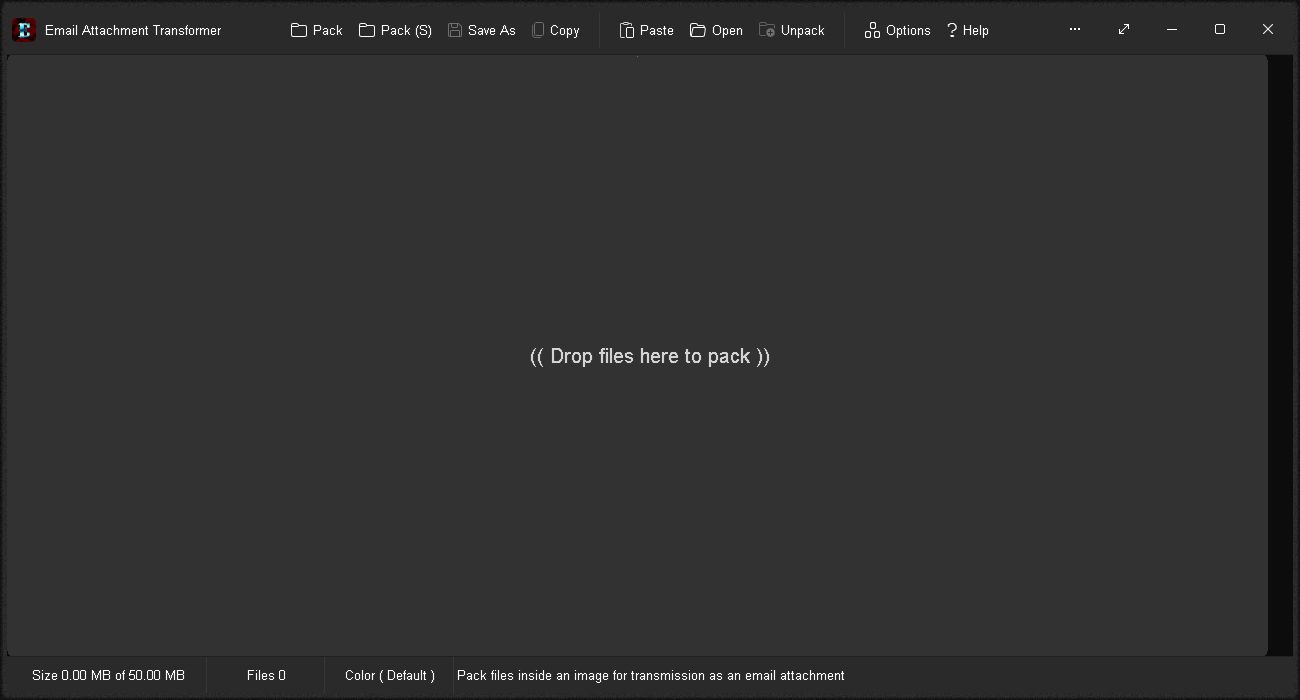 E Email Attachment Transformer Pack Pack (S) Save As Copy Paste Open Unpack Options ? Help ...
(( Drop files here to pack ))
Size 0.00 MB of 50.00 MB Files 0 Color ( Default ) Pack files inside an image for transmission as an email attachment